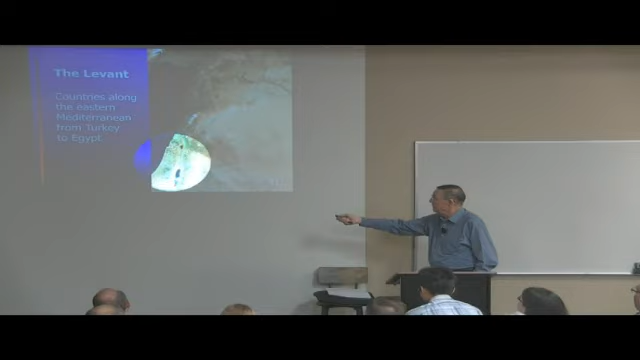 The Levant
Countries along
the eastern
Mediterranean
from Turkey
to Egypt.